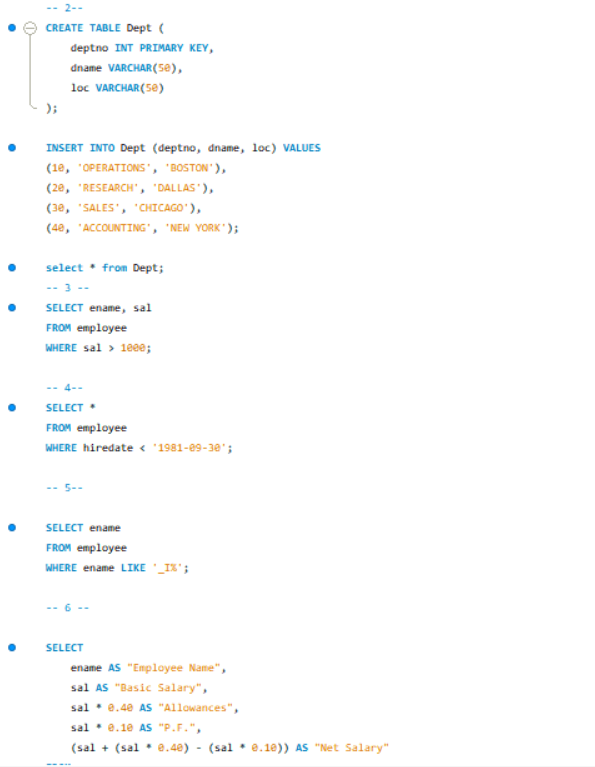 -- 2--
CREATE TABLE Dept (
deptno INT PRIMARY KEY,
dname VARCHAR(50),
loc VARCHAR(50)
);
INSERT INTO Dept (deptno, dname, loc) VALUES
(10, 'OPERATIONS', 'BOSTON'),
(20, 'RESEARCH', 'DALLAS'),
(30, 'SALES', 'CHICAGO'),
(40, 'ACCOUNTING', 'NEW YORK');
select * from Dept;
-- 3 --
SELECT ename, sal
FROM employee
WHERE sal > 1000;
-- 4--
SELECT *
FROM employee
WHERE hiredate < '1981-09-30';
-- 5--
SELECT ename
FROM employee
WHERE ename LIKE '_I%';
-- 6 --
SELECT
ename AS "Employee Name",
sal AS "Basic Salary",
sal * 0.40 AS "Allowances",
sal * 0.10 AS "P.F.",
(sal + (sal * 0.40) - (sal * 0.10)) AS "Net Salary"